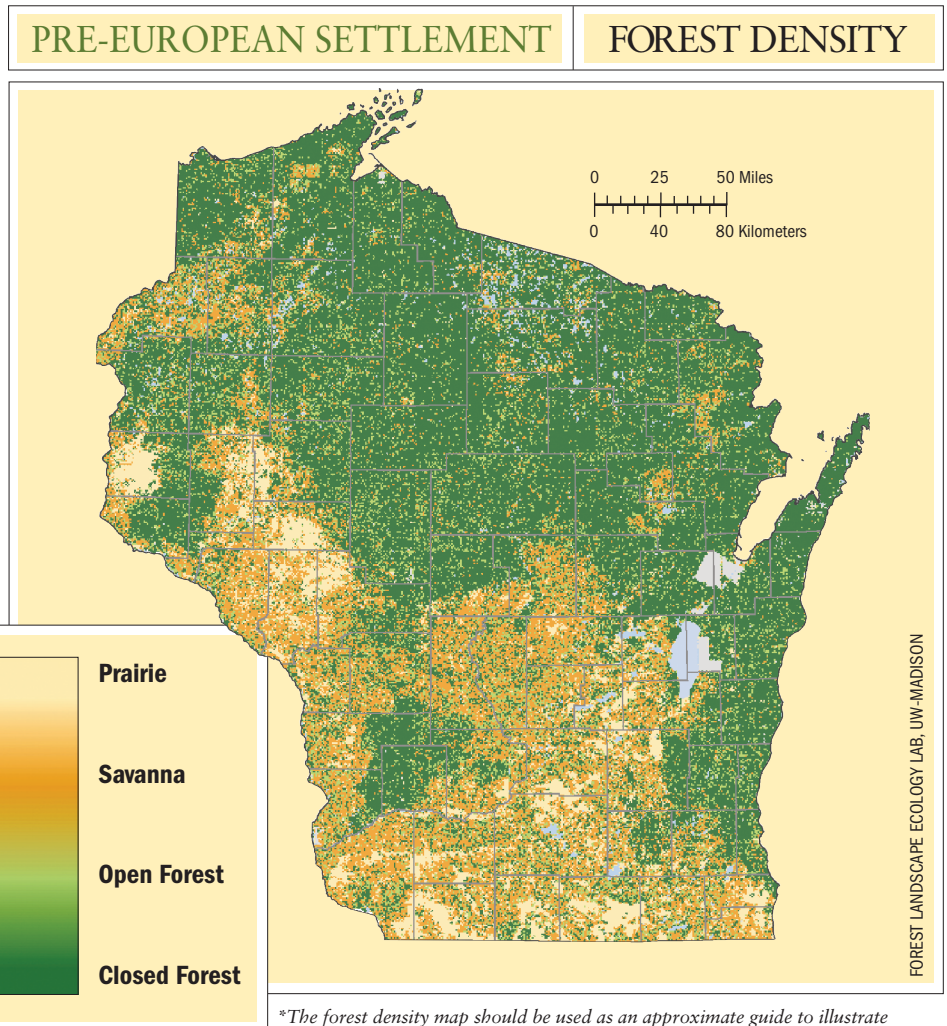 PRE-EUROPEAN SETTLEMENT
FOREST DENSITY
0 25 50 Miles
0 40 80 Kilometers
Prairie
Savanna
Open Forest
Closed Forest
FOREST LANDSCAPE ECOLOGY LAB, UW-MADISON
*The forest density map should be used as an approximate guide to illustrate